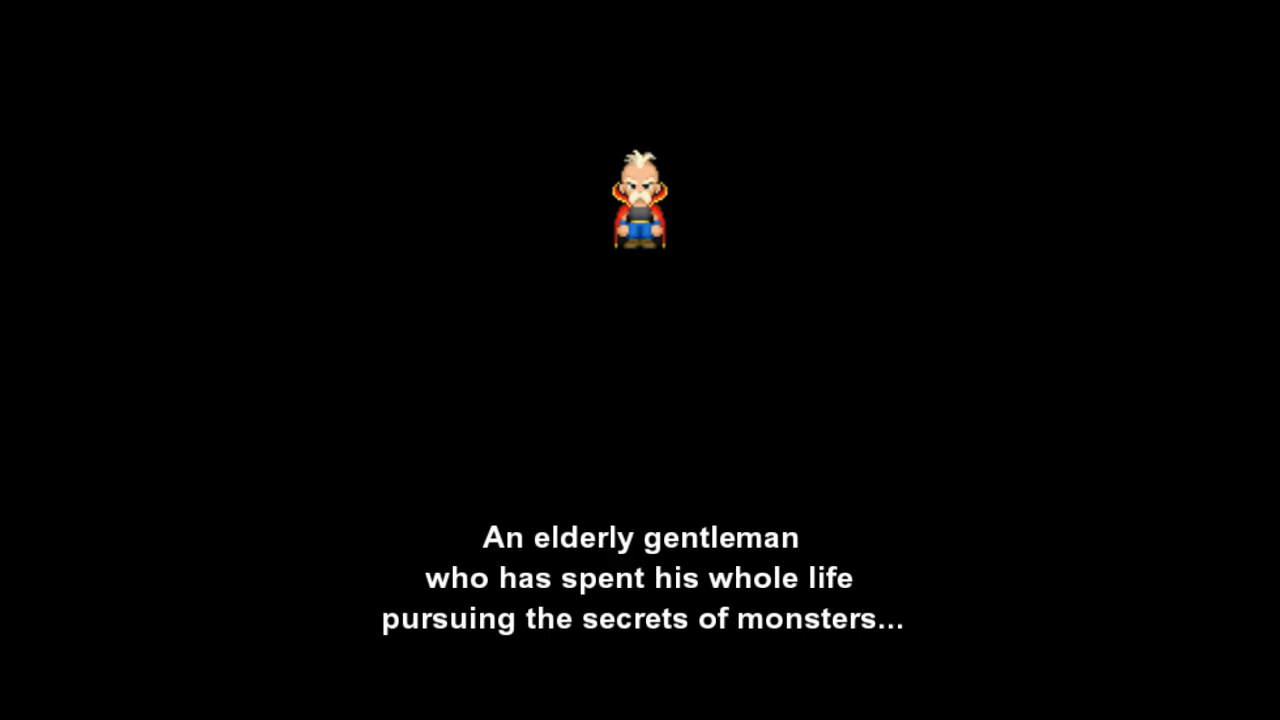 An elderly gentleman
who has spent his whole life
pursuing the secrets of monsters...